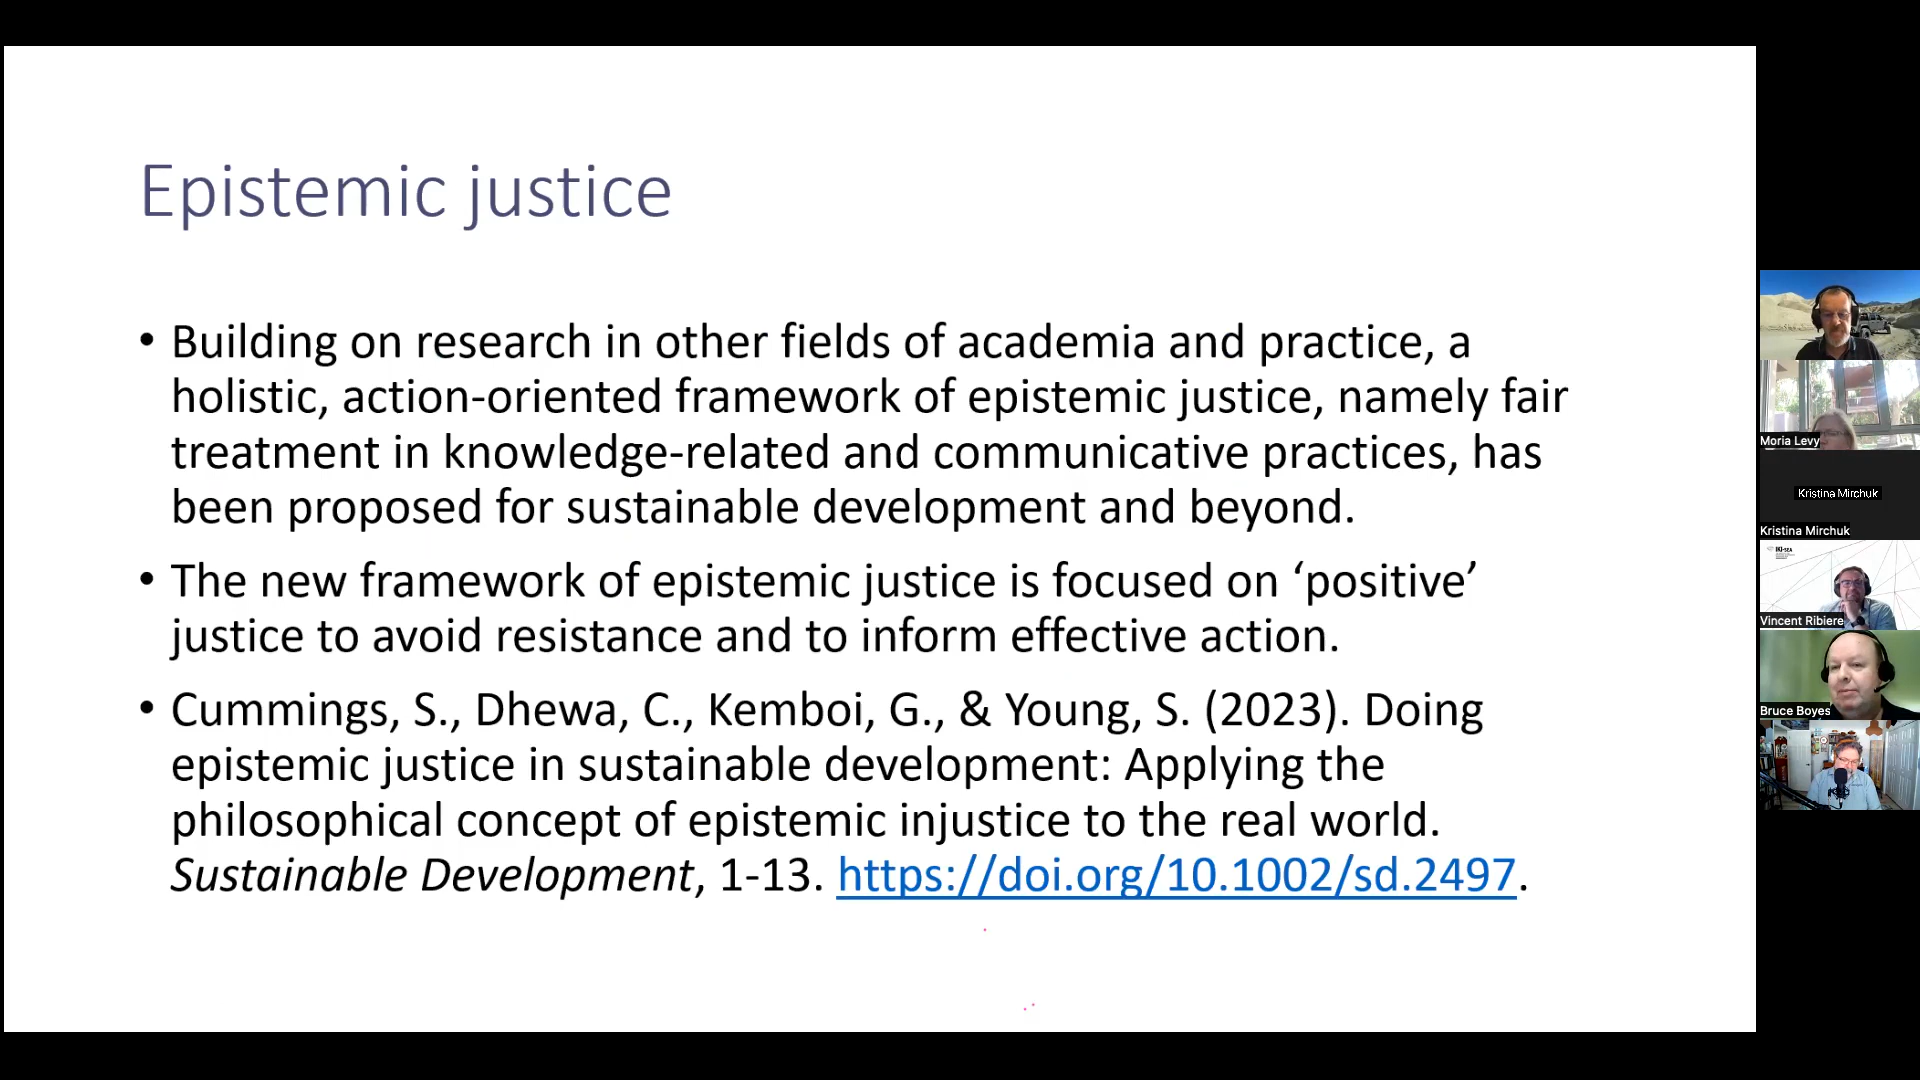 Epistemic justice
• Building on research in other fields of academia and practice, a
holistic, action-oriented framework of epistemic justice, namely fair
treatment in knowledge-related and communicative practices, has
been proposed for sustainable development and beyond.
• The new framework of epistemic justice is focused on ‘positive’
justice to avoid resistance and to inform effective action.
• Cummings, S., Dhewa, C., Kemboi, G., & Young, S. (2023). Doing
epistemic justice in sustainable development: Applying the
philosophical concept of epistemic injustice to the real world.
Sustainable Development, 1-13. https://doi.org/10.1002/sd.2497.
Moria Levy
Kristina Mirchuk
Kristina Mirchuk
IKI-SEA
Vincent Ribiere
Bruce Boyes